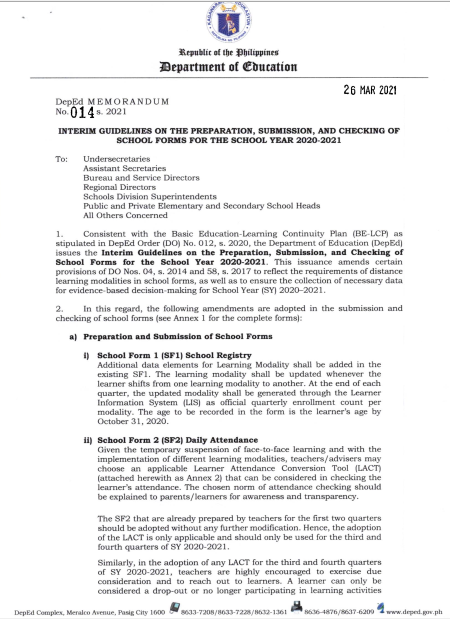 Republic of the Philippines
Department of Education
26 MAR 2021
DepEd MEMORANDUM
No. 014 s. 2021
INTERIM GUIDELINES ON THE PREPARATION, SUBMISSION, AND CHECKING OF
SCHOOL FORMS FOR THE SCHOOL YEAR 2020-2021
To: Undersecretaries
Assistant Secretaries
Bureau and Service Directors
Regional Directors
Schools Division Superintendents
Public and Private Elementary and Secondary School Heads
All Others Concerned
1. Consistent with the Basic Education-Learning Continuity Plan (BE-LCP) as
stipulated in DepEd Order (DO) No. 012, s. 2020, the Department of Education (DepEd)
issues the Interim Guidelines on the Preparation, Submission, and Checking of
School Forms for the School Year 2020-2021. This issuance amends certain
provisions of DO Nos. 04, s. 2014 and 58, s. 2017 to reflect the requirements of distance
learning modalities in school forms, as well as to ensure the collection of necessary data
for evidence-based decision-making for School Year (SY) 2020–2021.
2. In this regard, the following amendments are adopted in the submission and
checking of school forms (see Annex 1 for the complete forms):
a) Preparation and Submission of School Forms
i) School Form 1 (SF1) School Registry
Additional data elements for Learning Modality shall be added in the
existing SF1. The learning modality shall be updated whenever the
learner shifts from one learning modality to another. At the end of each
quarter, the updated modality shall be generated through the Learner
Information System (LIS) as official quarterly enrollment count per
modality. The age to be recorded in the form is the learner's age by
October 31, 2020.
ii) School Form 2 (SF2) Daily Attendance
Given the temporary suspension of face-to-face learning and with the
implementation of different learning modalities, teachers/advisers may
choose an applicable Learner Attendance Conversion Tool (LACT)
(attached herewith as Annex 2) that can be considered in checking the
learner's attendance. The chosen norm of attendance checking should
be explained to parents/learners for awareness and transparency.
The SF2 that are already prepared by teachers for the first two quarters
should be adopted without any further modification. Hence, the adoption
of the LACT is only applicable and should only be used for the third and
fourth quarters of SY 2020-2021.
Similarly, in the adoption of any LACT for the third and fourth quarters
of SY 2020-2021, teachers are highly encouraged to exercise due
consideration and to reach out to learners. A learner can only be
considered a drop-out or no longer participating in learning activities
DepEd Complex, Meralco Avenue, Pasig City 1600 8633-7208/8633-7228/8632-1361 8636-4876/8637-6209 www.deped.gov.ph